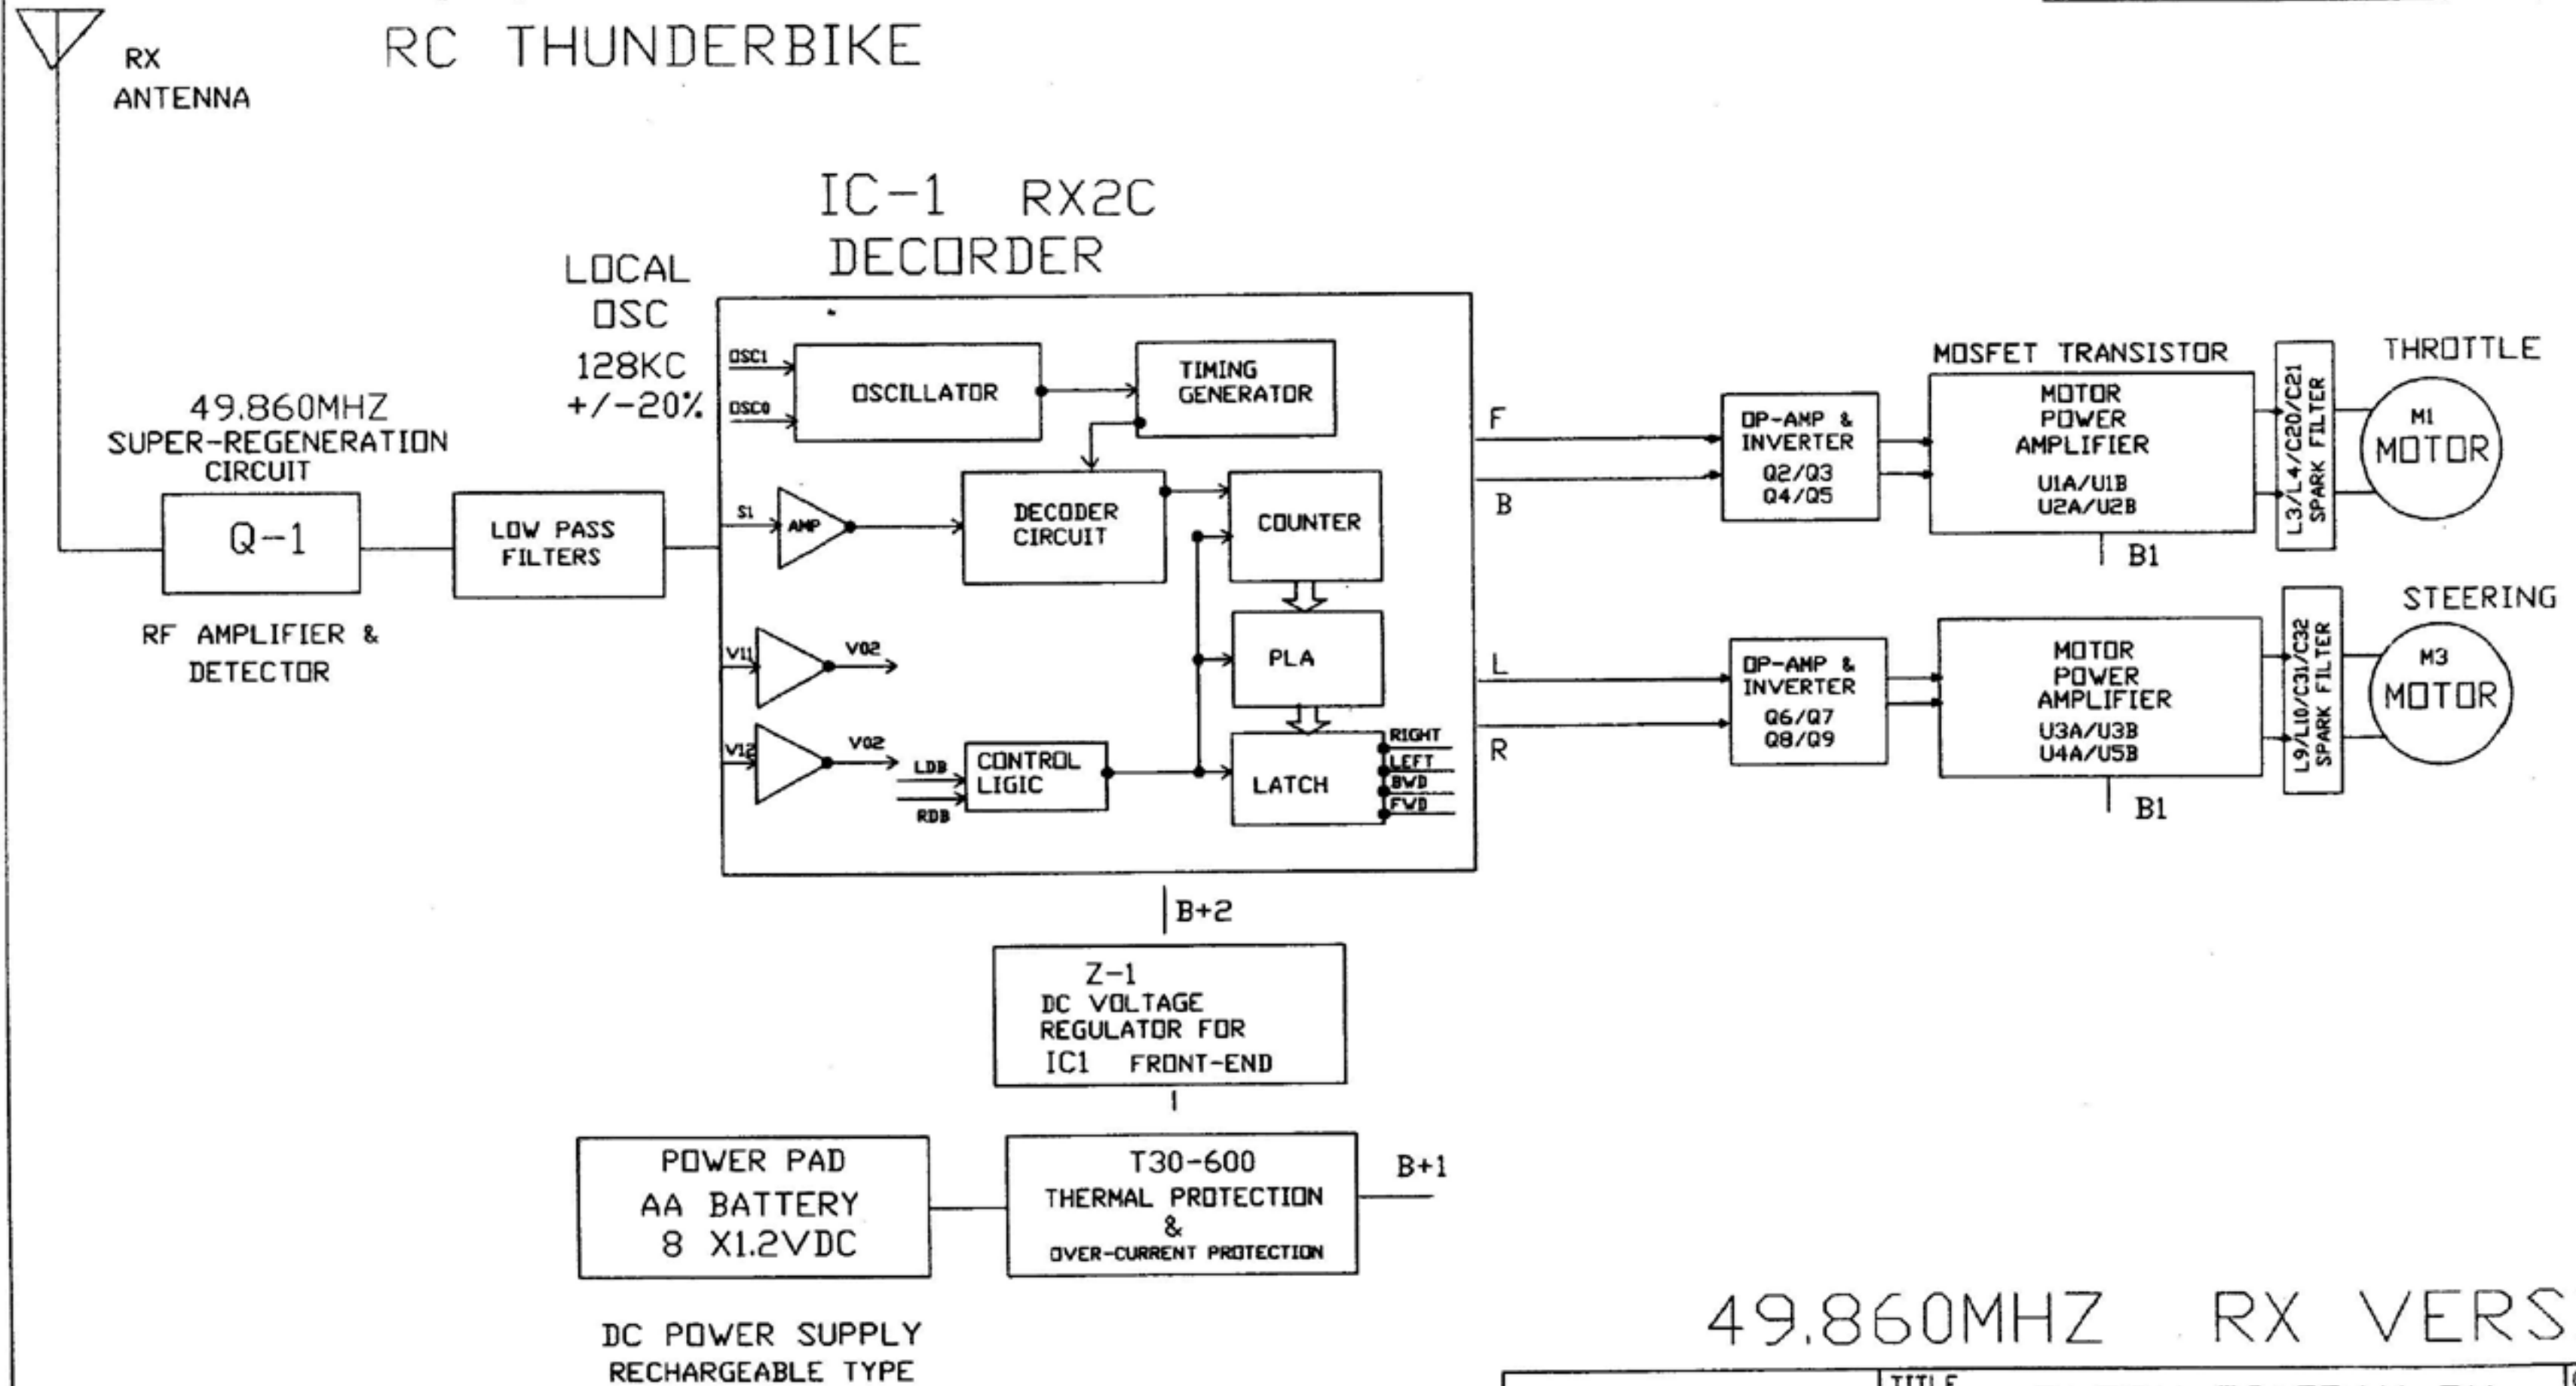 RC THUNDERBIKE
RX
ANTENNA
IC-1 RX2C
DECORDER
LOCAL
OSC
128KC
+/-20%
49.860MHZ
SUPER-REGENERATION
CIRCUIT
Q-1
RF AMPLIFIER &
DETECTOR
LOW PASS
FILTERS
OSC1
OSC0
OSCILLATOR
TIMING
GENERATOR
S1
AMP
DECODER
CIRCUIT
COUNTER
V11
V02
PLA
V12
V02
LDB
RDB
CONTROL
LIGIC
LATCH
RIGHT
LEFT
BWD
FWD
F
B
L
R
OP-AMP &
INVERTER
Q2/Q3
Q4/Q5
MOSFET TRANSISTOR
MOTOR
POWER
AMPLIFIER
U1A/U1B
U2A/U2B
B1
L3/L4/C20/C21
SPARK FILTER
THROTTLE
M1
MOTOR
OP-AMP &
INVERTER
Q6/Q7
Q8/Q9
MOTOR
POWER
AMPLIFIER
U3A/U3B
U4A/U5B
B1
L9/L10/C31/C32
SPARK FILTER
STEERING
M3
MOTOR
B+2
Z-1
DC VOLTAGE
REGULATOR FOR
IC1 FRONT-END
POWER PAD
AA BATTERY
8 X1.2VDC
T30-600
THERMAL PROTECTION
&
OVER-CURRENT PROTECTION
B+1
DC POWER SUPPLY
RECHARGEABLE TYPE
49.860MHZ RX VERS
TITLE